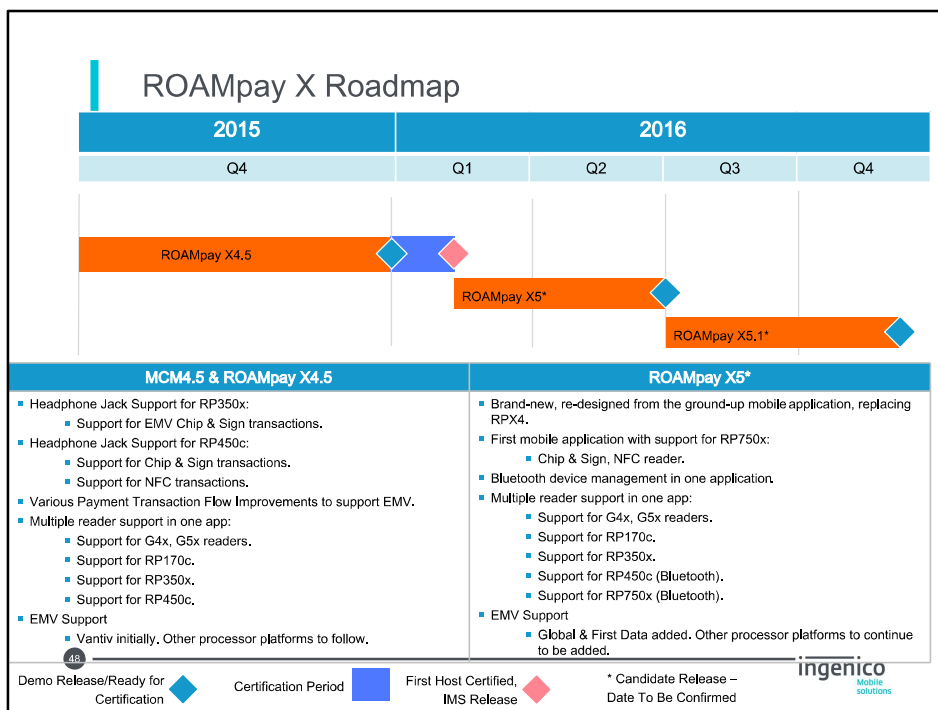 ROAMpay X Roadmap
2015
2016
Q4
Q1
Q2
Q3
Q4
ROAMpay X4.5
ROAMpay X5*
ROAMpay X5.1*
MCM4.5 & ROAMpay X4.5
Headphone Jack Support for RP350x:
Support for EMV Chip & Sign transactions.
Headphone Jack Support for RP450c:
Support for Chip & Sign transactions.
Support for NFC transactions.
Various Payment Transaction Flow Improvements to support EMV.
Multiple reader support in one app:
Support for G4x, G5x readers.
Support for RP170c.
Support for RP350x.
Support for RP450c.
EMV Support
Vantiv initially. Other processor platforms to follow.
ROAMpay X5*
Brand-new, re-designed from the ground-up mobile application, replacing
RPX4.
First mobile application with support for RP750x:
Chip & Sign, NFC reader.
Bluetooth device management in one application.
Multiple reader support in one app:
Support for G4x, G5x readers.
Support for RP170c.
Support for RP350x.
Support for RP450c (Bluetooth).
Support for RP750x (Bluetooth).
EMV Support
Global & First Data added. Other processor platforms to continue
to be added.
48
Demo Release/Ready for
Certification
Certification Period
First Host Certified,
IMS Release
* Candidate Release –
Date To Be Confirmed
ingenico
Mobile
solutions